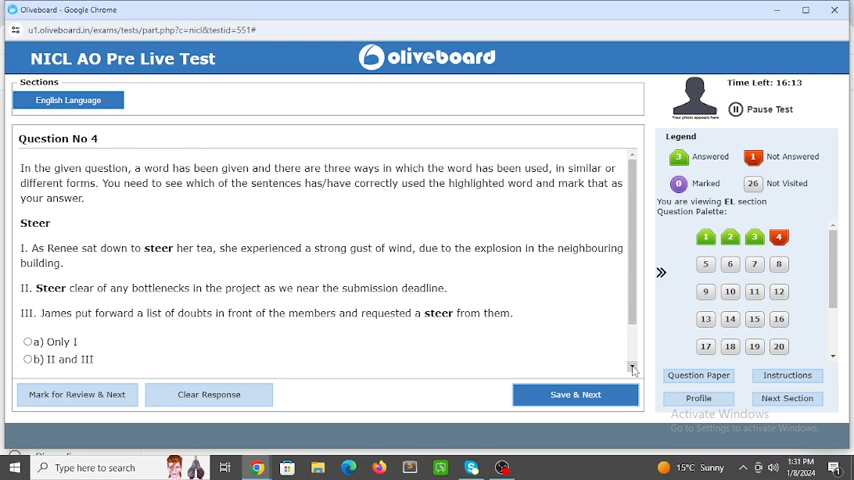 Oliveboard - Google Chrome
u1.oliveboard.in/exams/tests/part.php?c=nicl&testid=551#
NICL AO Pre Live Test
oliveboard
Sections
English Language
Your photo appears here
Time Left: 16:13
Pause Test
Question No 4
Legend
3 Answered
1 Not Answered
0 Marked
26 Not Visited
You are viewing EL section
Question Palette:
In the given question, a word has been given and there are three ways in which the word has been used, in similar or
different forms. You need to see which of the sentences has/have correctly used the highlighted word and mark that as
your answer.
Steer
I. As Renee sat down to steer her tea, she experienced a strong gust of wind, due to the explosion in the neighbouring
building.
II. Steer clear of any bottlenecks in the project as we near the submission deadline.
III. James put forward a list of doubts in front of the members and requested a steer from them.
a) Only I
b) II and III
1 2 3 4
5 6 7 8
9 10 11 12
13 14 15 16
17 18 19 20
Mark for Review & Next
Clear Response
Save & Next
Question Paper
Instructions
Profile
Next Section
Activate Windows
Go to Settings to activate Windows.
Type here to search
15°C Sunny
1:31 PM
1/8/2024